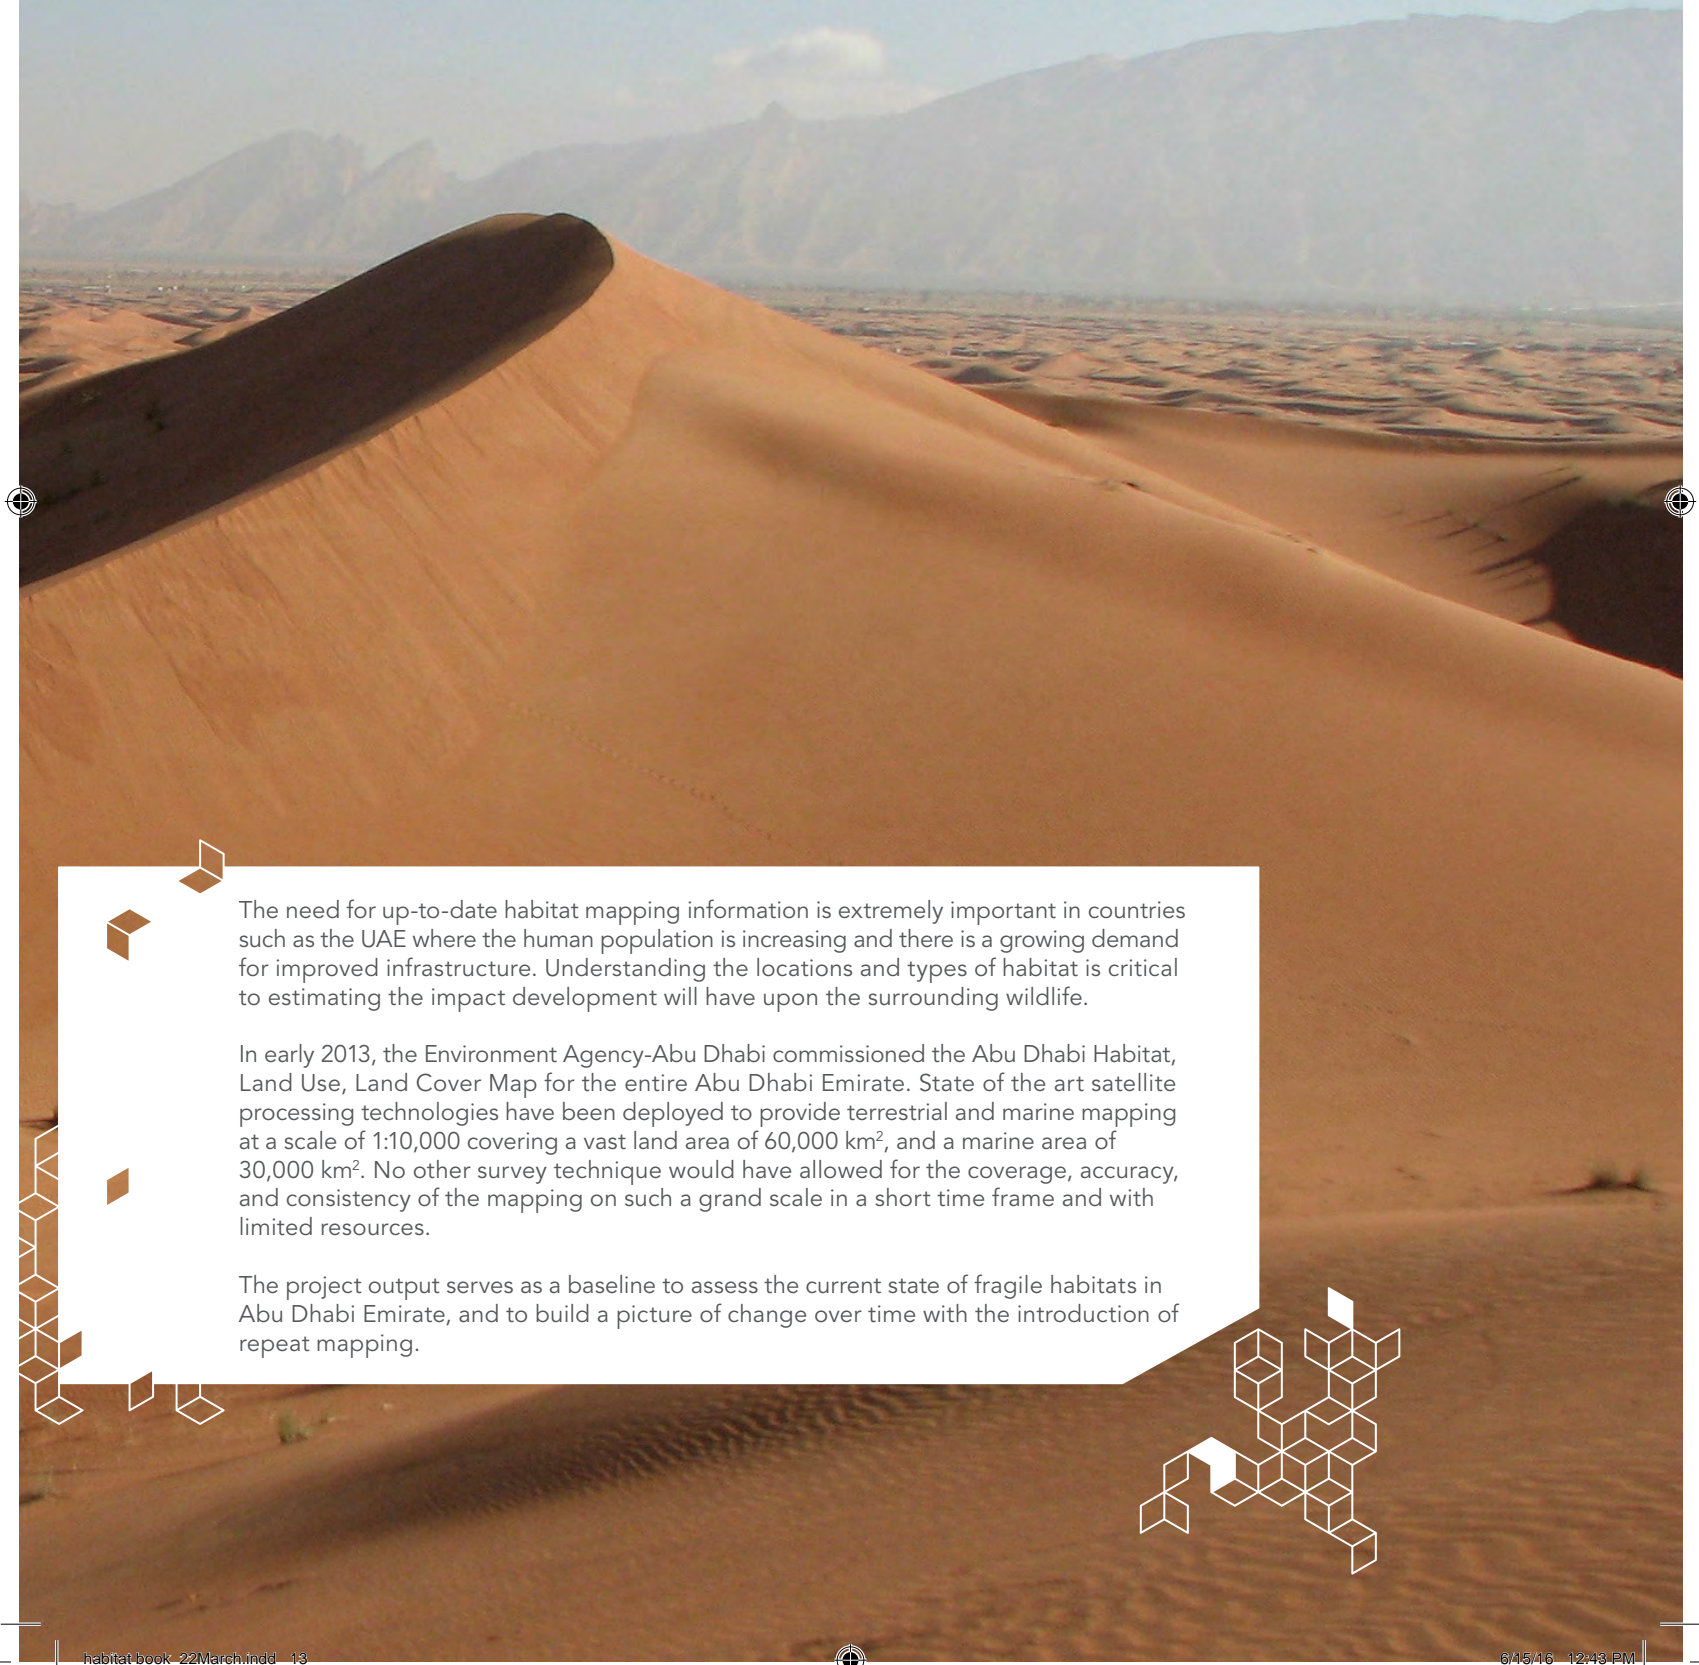 The need for up-to-date habitat mapping information is extremely important in countries
such as the UAE where the human population is increasing and there is a growing demand
for improved infrastructure. Understanding the locations and types of habitat is critical
to estimating the impact development will have upon the surrounding wildlife.
In early 2013, the Environment Agency-Abu Dhabi commissioned the Abu Dhabi Habitat,
Land Use, Land Cover Map for the entire Abu Dhabi Emirate. State of the art satellite
processing technologies have been deployed to provide terrestrial and marine mapping
at a scale of 1:10,000 covering a vast land area of 60,000 km², and a marine area of
30,000 km². No other survey technique would have allowed for the coverage, accuracy,
and consistency of the mapping on such a grand scale in a short time frame and with
limited resources.
The project output serves as a baseline to assess the current state of fragile habitats in
Abu Dhabi Emirate, and to build a picture of change over time with the introduction of
repeat mapping.
habitat book_22March.indd 13
6/15/16 12:43 PM